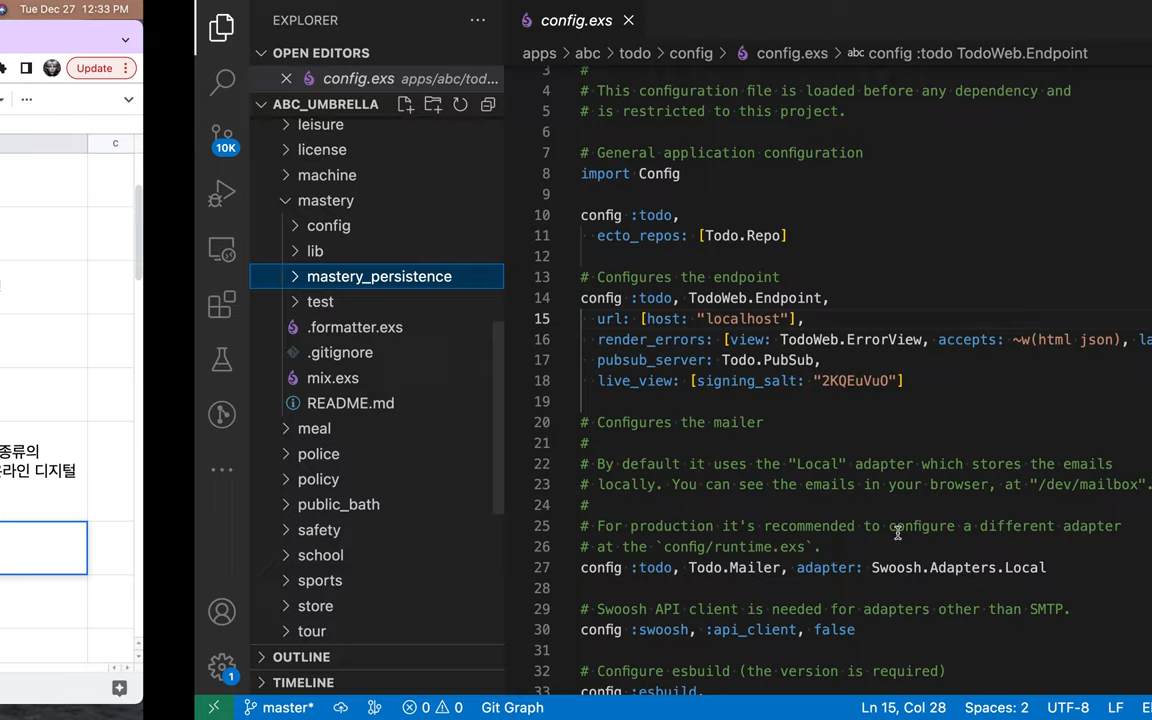 Tue Dec 27 12:33 PM
Update
C
종류의
라인 디지털
EXPLORER
OPEN EDITORS
config.exs apps/abc/tod...
ABC_UMBRELLA
leisure
license
machine
mastery
config
lib
mastery_persistence
test
.formatter.exs
.gitignore
mix.exs
README.md
meal
police
policy
public_bath
safety
school
sports
store
tour
OUTLINE
TIMELINE
10K
1
config.exs
apps > abc > todo > config > config.exs > config :todo TodoWeb.Endpoint
3 #
4 # This configuration file is loaded before any dependency and
5 # is restricted to this project.
6
7 # General application configuration
8 import Config
9
10 config :todo,
11 ecto_repos: [Todo.Repo]
12
13 # Configures the endpoint
14 config :todo, TodoWeb.Endpoint,
15 url: [host: "localhost"],
16 render_errors: [view: TodoWeb.ErrorView, accepts: ~w(html json), la
17 pubsub_server: Todo.PubSub,
18 live_view: [signing_salt: "2KQEuVuO"]
19
20 # Configures the mailer
21 #
22 # By default it uses the "Local" adapter which stores the emails
23 # locally. You can see the emails in your browser, at "/dev/mailbox".
24 #
25 # For production it's recommended to configure a different adapter
26 # at the `config/runtime.exs`.
27 config :todo, Todo.Mailer, adapter: Swoosh.Adapters.Local
28
29 # Swoosh API client is needed for adapters other than SMTP.
30 config :swoosh, :api_client, false
31
32 # Configure esbuild (the version is required)
33 config :esbuild,
master* 0 0 Git Graph
Ln 15, Col 28 Spaces: 2 UTF-8 LF